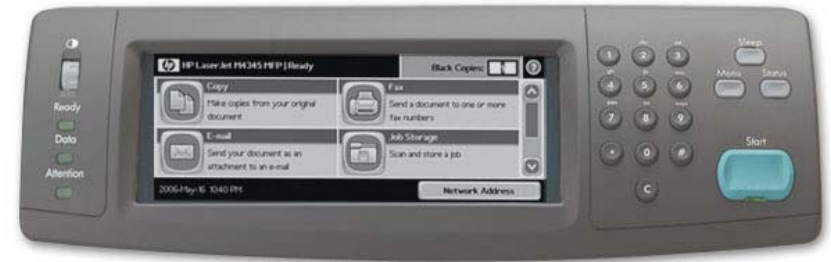 hp HP LaserJet M4345 MFP | Ready
Black Copies:
?
Copy
Make copies from your original
document
Fax
Send a document to one or more
fax numbers
E-mail
Send your document as an
attachment to an e-mail
Job Storage
Scan and store a job
2006-May-16 10:40 PM
Network Address
Ready
Data
Attention
1 2 3
4 5 6
7 8 9
0 #
C
Sleep
Menu Status
Start